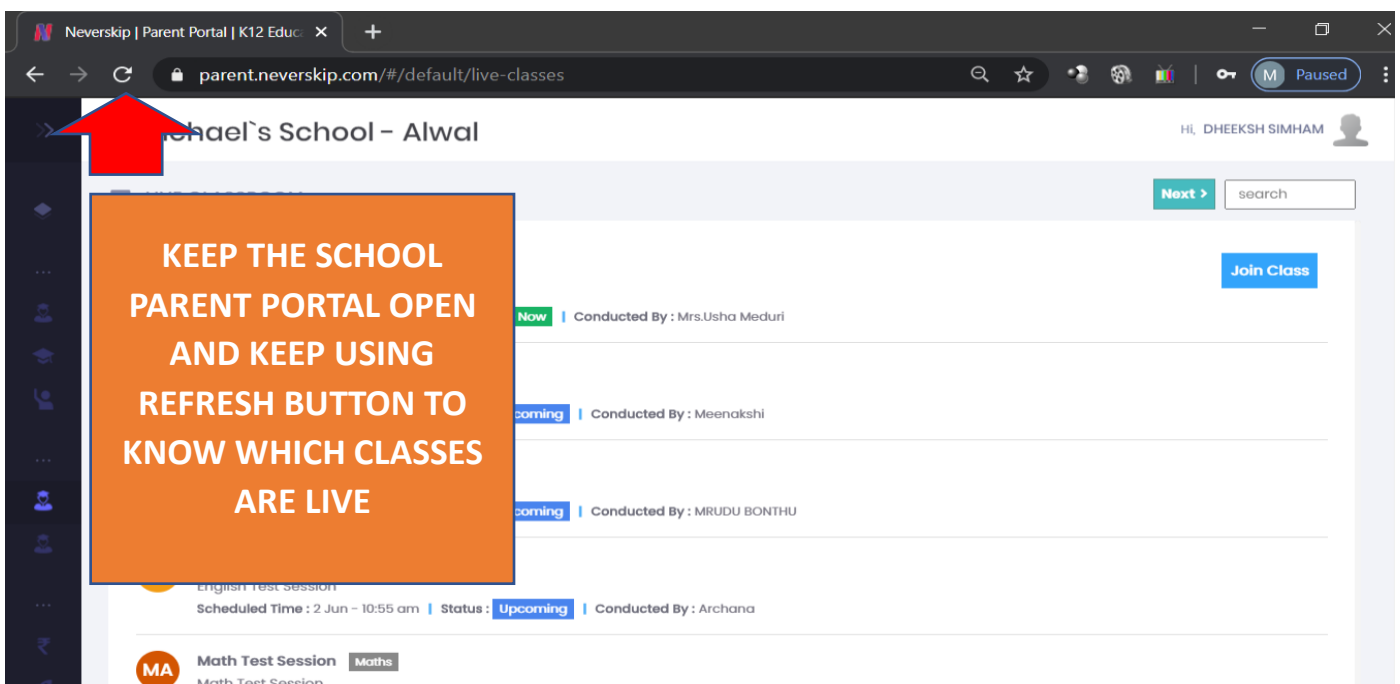 Neverskip | Parent Portal | K12 Educ
parent.neverskip.com/#/default/live-classes
M Paused
hael`s School - Alwal
Hi, DHEEKSH SIMHAM
Next >
search
KEEP THE SCHOOL
PARENT PORTAL OPEN
AND KEEP USING
REFRESH BUTTON TO
KNOW WHICH CLASSES
ARE LIVE
Join Class
Now | Conducted By : Mrs.Usha Meduri
coming | Conducted By : Meenakshi
coming | Conducted By : MRUDU BONTHU
English Test Session
Scheduled Time : 2 Jun - 10:55 am | Status : Upcoming | Conducted By : Archana
MA
Math Test Session Maths
Math Test Session